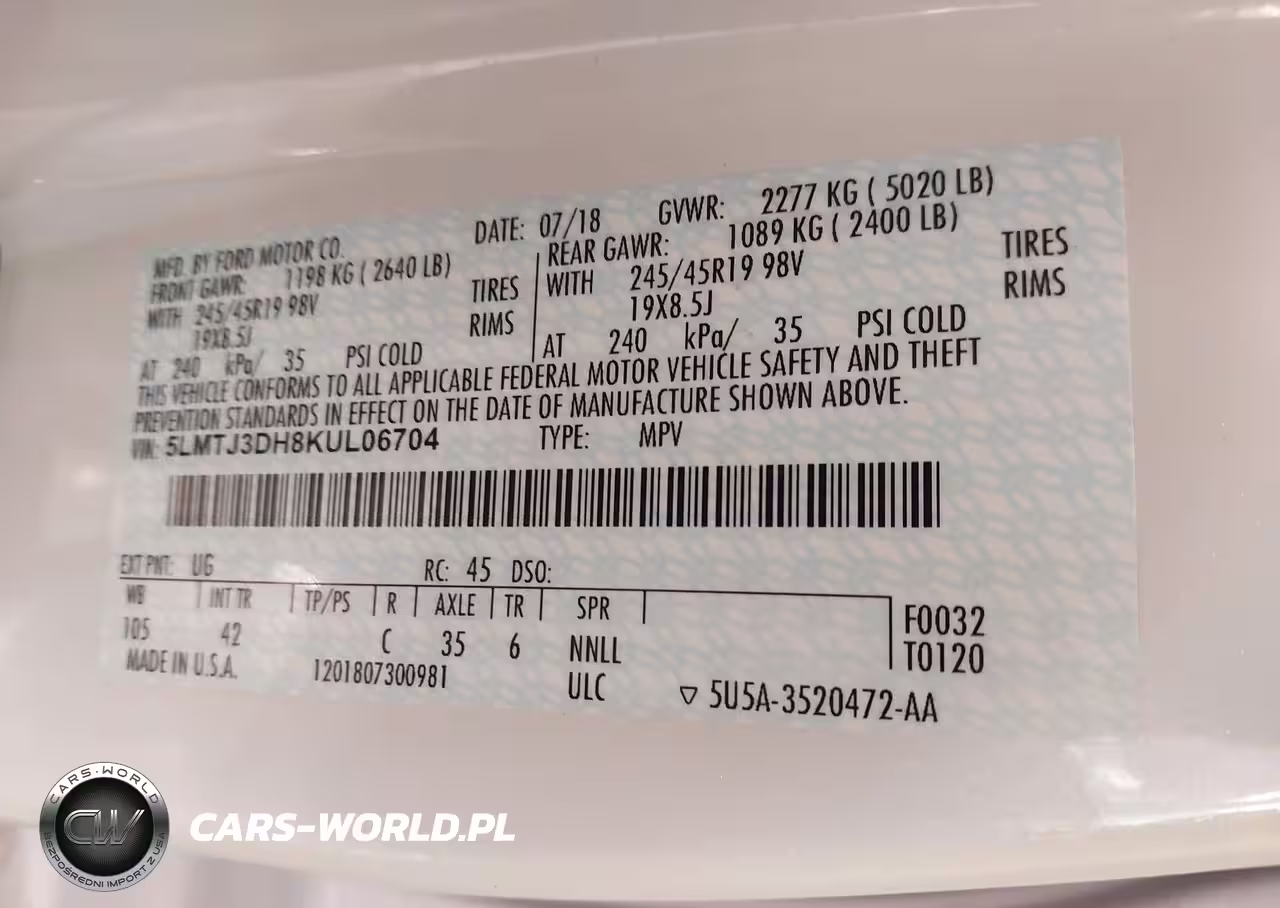 MFD. BY FORD MOTOR CO. DATE: 07/18 GVWR: 2277 KG ( 5020 LB)
FRONT GAWR: 1198 KG ( 2640 LB)
WITH 245/45R19 98V TIRES
19X8.5J RIMS
AT 240 kPa/ 35 PSI COLD
REAR GAWR: 1089 KG ( 2400 LB)
WITH 245/45R19 98V TIRES
19X8.5J RIMS
AT 240 kPa/ 35 PSI COLD
THIS VEHICLE CONFORMS TO ALL APPLICABLE FEDERAL MOTOR VEHICLE SAFETY AND THEFT
PREVENTION STANDARDS IN EFFECT ON THE DATE OF MANUFACTURE SHOWN ABOVE.
VIN: 5LMTJ3DH8KUL06704 TYPE: MPV
EXT PNT: UG RC: 45 DSO:
WB INT TR TP/PS R AXLE TR SPR
105 42 C 35 6 NNLL
F0032
T0120
MADE IN U.S.A. 1201807300981 ULC ▽ 5U5A-3520472-AA
CARS-WORLD
CW
BEZPOŚREDNI IMPORT Z USA
CARS-WORLD.PL